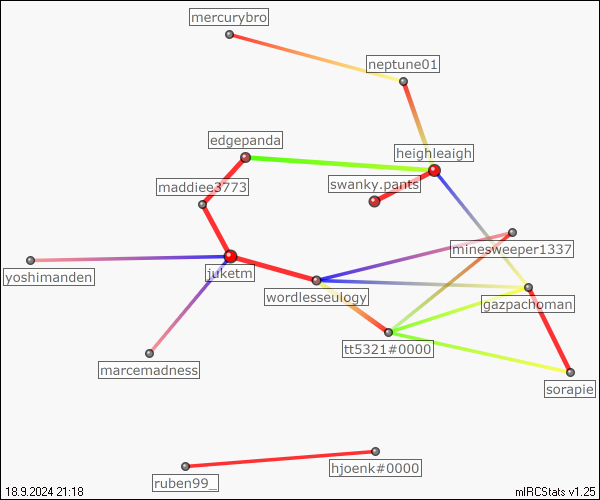 mercurybro
neptune01
edgepanda
heighleaigh
maddiee3773
swanky.pants
minesweeper1337
yoshimanden
juketm
wordlesseulogy
gazpachoman
tt5321#0000
marcemadness
sorapie
hjoenk#0000
ruben99_
18.9.2024 21:18
mIRCStats v1.25